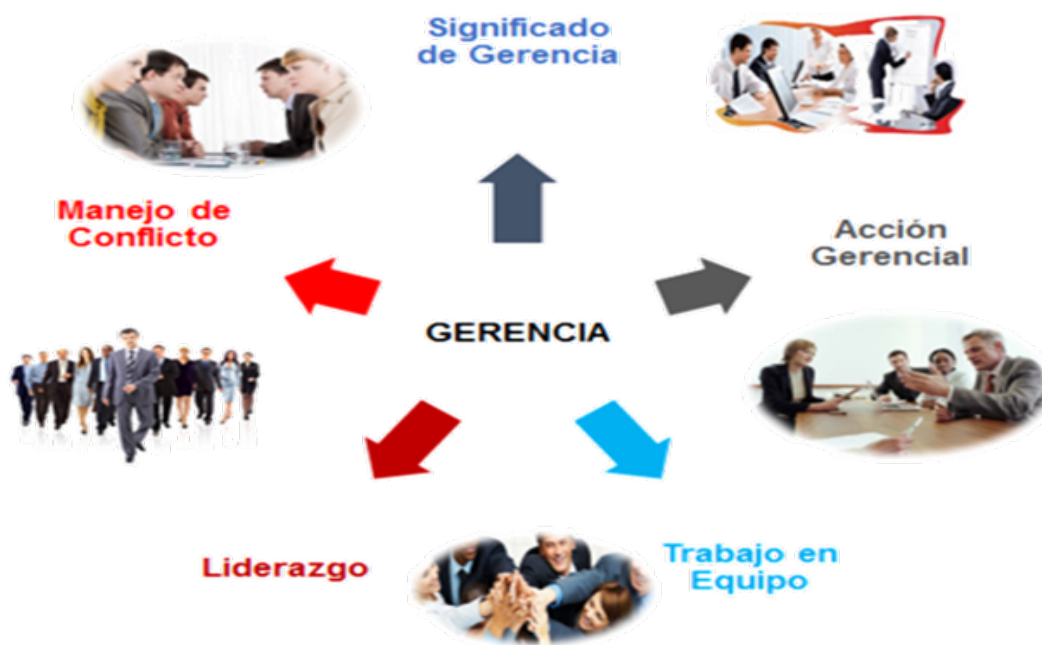 Significado
de Gerencia
Manejo de
Conflicto
Acción
Gerencial
GERENCIA
Liderazgo
Trabajo en
Equipo